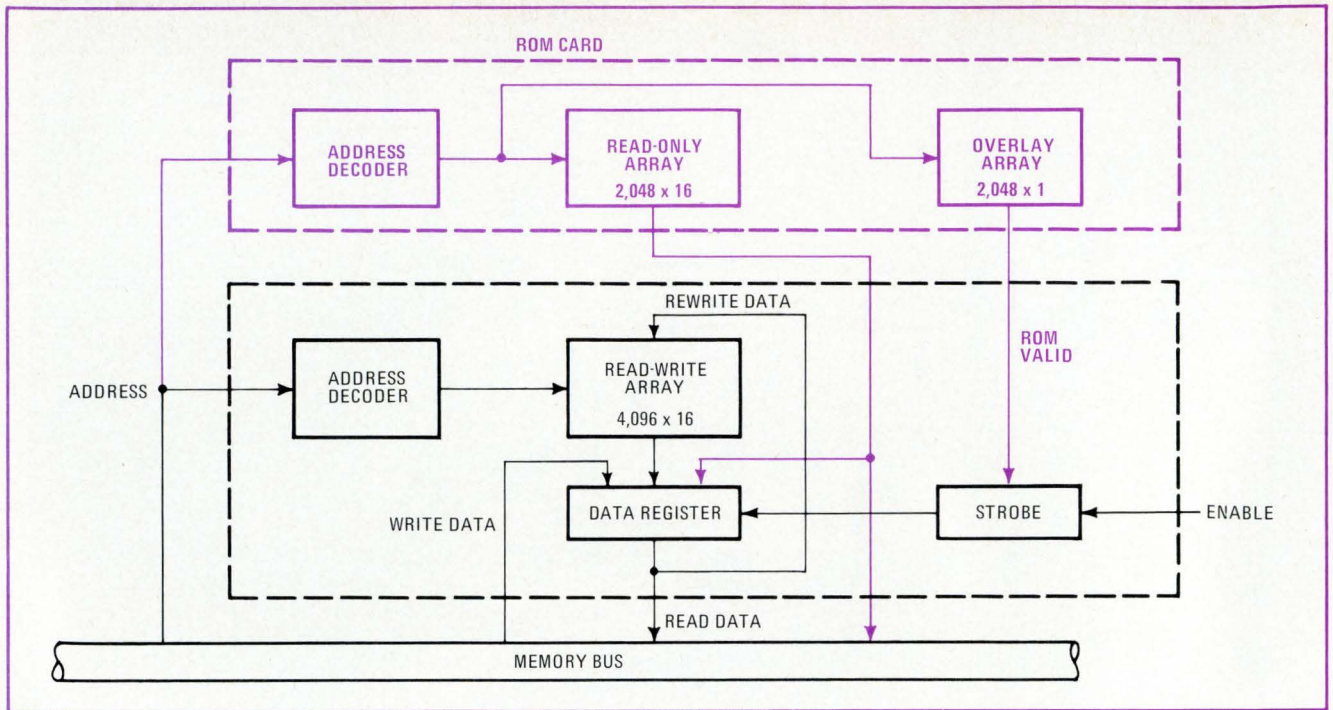 ROM CARD
ADDRESS
DECODER
READ-ONLY
ARRAY
2,048 x 16
OVERLAY
ARRAY
2,048 x 1
REWRITE DATA
ROM
VALID
ADDRESS
ADDRESS
DECODER
READ-WRITE
ARRAY
4,096 x 16
WRITE DATA
DATA REGISTER
STROBE
ENABLE
READ DATA
MEMORY BUS